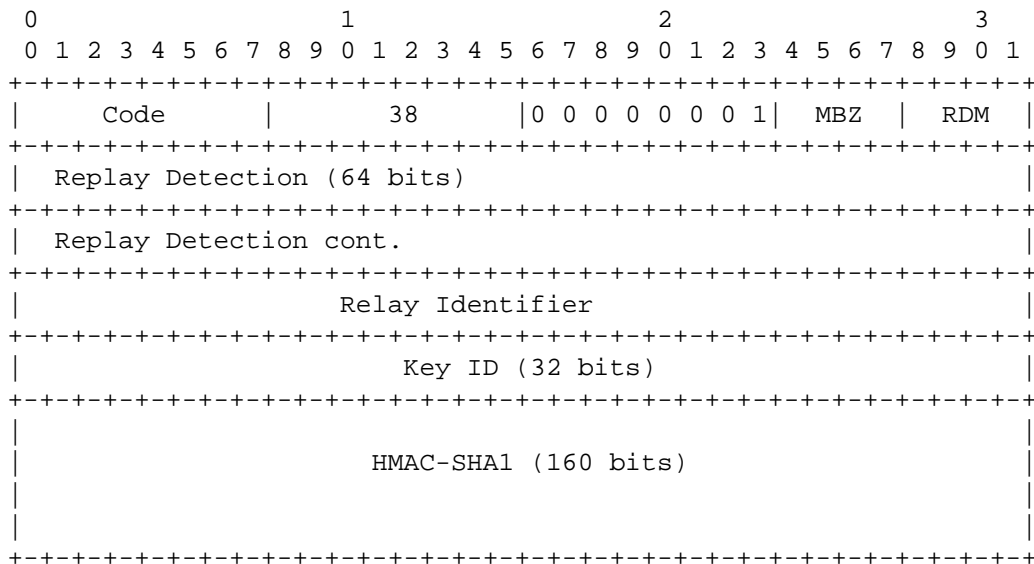 0                   1                   2                   3
 0 1 2 3 4 5 6 7 8 9 0 1 2 3 4 5 6 7 8 9 0 1 2 3 4 5 6 7 8 9 0 1
+-+-+-+-+-+-+-+-+-+-+-+-+-+-+-+-+-+-+-+-+-+-+-+-+-+-+-+-+-+-+-+-+
|     Code      |       38      |0 0 0 0 0 0 0 1|  MBZ  |  RDM  |
+-+-+-+-+-+-+-+-+-+-+-+-+-+-+-+-+-+-+-+-+-+-+-+-+-+-+-+-+-+-+-+-+
|  Replay Detection (64 bits)                                   |
+-+-+-+-+-+-+-+-+-+-+-+-+-+-+-+-+-+-+-+-+-+-+-+-+-+-+-+-+-+-+-+-+
|  Replay Detection cont.                                       |
+-+-+-+-+-+-+-+-+-+-+-+-+-+-+-+-+-+-+-+-+-+-+-+-+-+-+-+-+-+-+-+-+
|                    Relay Identifier                           |
+-+-+-+-+-+-+-+-+-+-+-+-+-+-+-+-+-+-+-+-+-+-+-+-+-+-+-+-+-+-+-+-+
|                        Key ID (32 bits)                       |
+-+-+-+-+-+-+-+-+-+-+-+-+-+-+-+-+-+-+-+-+-+-+-+-+-+-+-+-+-+-+-+-+
|                                                               |
|                      HMAC-SHA1 (160 bits)                     |
|                                                               |
|                                                               |
+-+-+-+-+-+-+-+-+-+-+-+-+-+-+-+-+-+-+-+-+-+-+-+-+-+-+-+-+-+-+-+-+